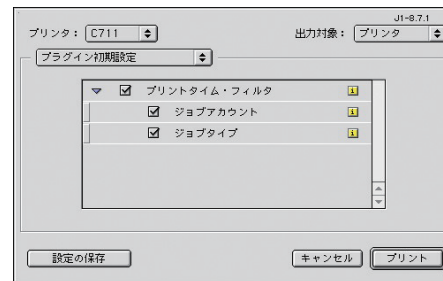 J1-8.7.1
プリンタ： C711 出力対象： プリンタ
プラグイン初期設定
プリントタイム・フィルタ
ジョブアカウント
ジョブタイプ
設定の保存 キャンセル プリント